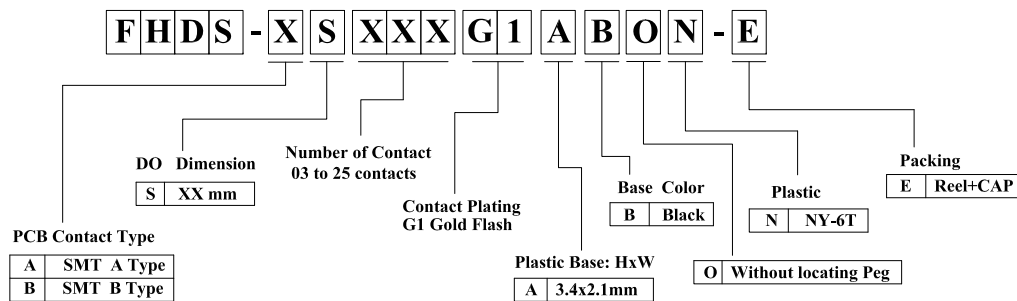 FHDS-XSXXXG1ABON-E
DO Dimension
S XX mm
Number of Contact
03 to 25 contacts
Contact Plating
G1 Gold Flash
Base Color
B Black
Plastic
N NY-6T
Packing
E Reel+CAP
PCB Contact Type
A SMT A Type
B SMT B Type
Plastic Base: HxW
A 3.4x2.1mm
O Without locating Peg